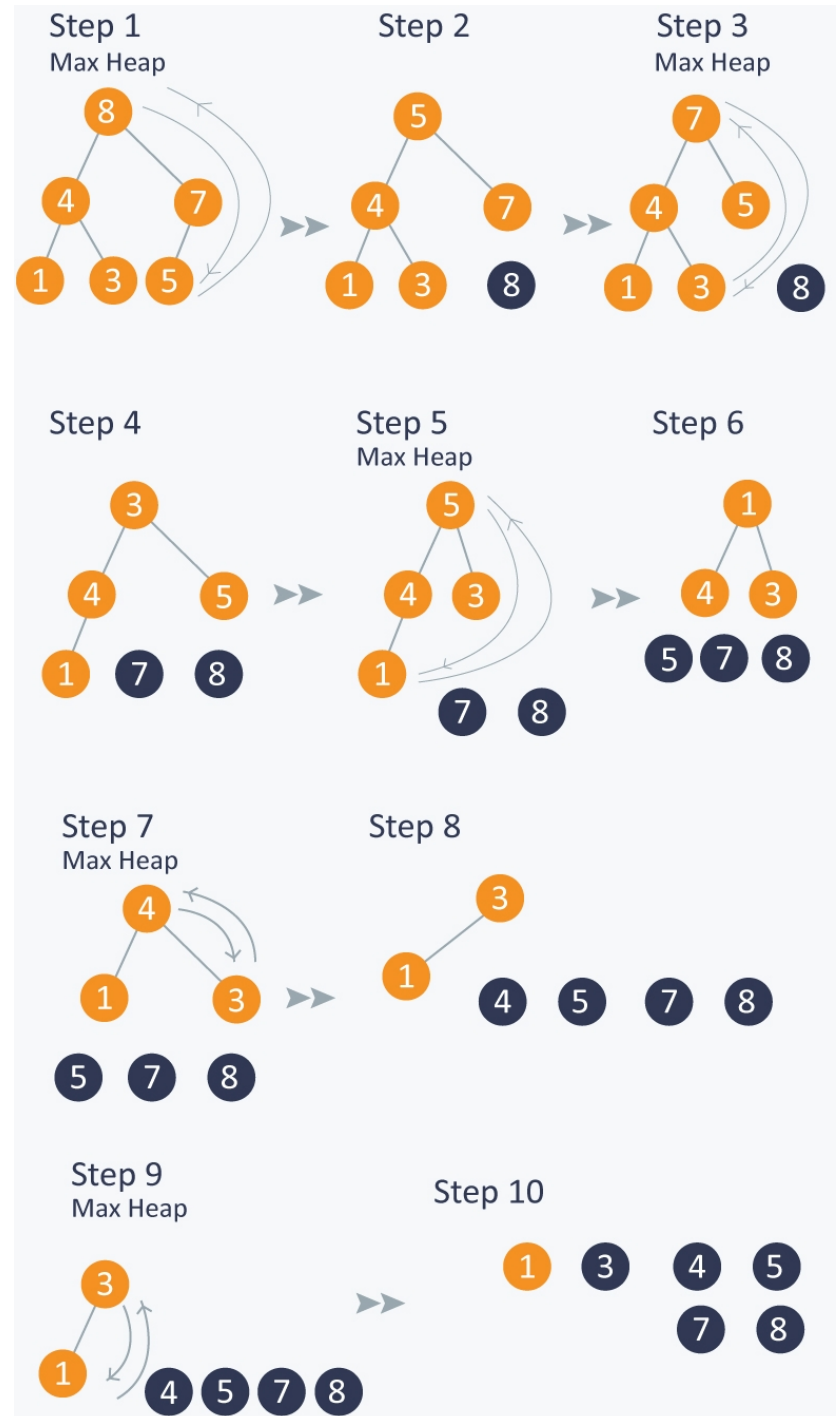 Step 1
Max Heap
8
4 7
1 3 5
Step 2
5
4 7
1 3 8
Step 3
Max Heap
7
4 5
1 3 8
Step 4
3
4 5
1 7 8
Step 5
Max Heap
5
4 3
1
7 8
Step 6
1
4 3
5 7 8
Step 7
Max Heap
4
1 3
5 7 8
Step 8
3
1
4 5 7 8
Step 9
Max Heap
3
1
4 5 7 8
Step 10
1 3 4 5
7 8